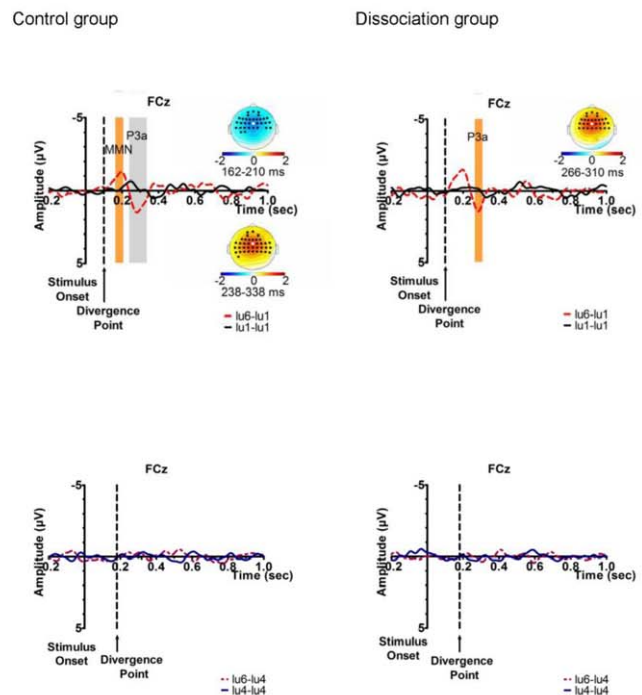 Control group
Dissociation group
FCz
-5
Amplitude (µV)
5
MMN
P3a
0.2
0.2
0.4
0.6
0.8
1.0
Time (sec)
-2 0 2
162-210 ms
-2 0 2
238-338 ms
Stimulus
Onset
Divergence
Point
lu6-lu1
lu1-lu1
FCz
-5
Amplitude (µV)
5
P3a
0.2
0.2
0.4
0.6
0.8
1.0
Time (sec)
-2 0 2
266-310 ms
Stimulus
Onset
Divergence
Point
lu6-lu1
lu1-lu1
FCz
-5
Amplitude (µV)
5
0.2
0.2
0.4
0.6
0.8
1.0
Time (sec)
Stimulus
Onset
Divergence
Point
lu6-lu4
lu4-lu4
FCz
-5
Amplitude (µV)
5
0.2
0.2
0.4
0.6
0.8
1.0
Time (sec)
Stimulus
Onset
Divergence
Point
lu6-lu4
lu4-lu4